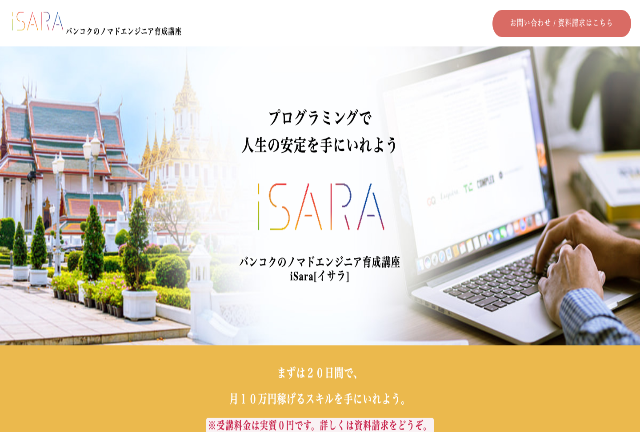 iSARA バンコクのノマドエンジニア育成講座
お問い合わせ / 資料請求はこちら
プログラミングで
人生の安定を手にいれよう
iSARA
バンコクのノマドエンジニア育成講座
iSara[イサラ]
まずは２０日間で、
月１０万円稼げるスキルを手にいれよう。
※受講料金は実質０円です。詳しくは資料請求をどうぞ。